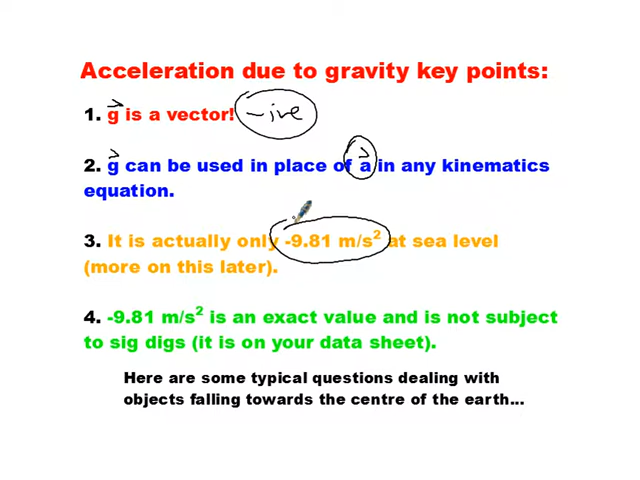 Acceleration due to gravity key points:
1. g⃗ is a vector! -ive
2. g⃗ can be used in place of a⃗ in any kinematics
equation.
3. It is actually only -9.81 m/s² at sea level
(more on this later).
4. -9.81 m/s² is an exact value and is not subject
to sig digs (it is on your data sheet).
Here are some typical questions dealing with
objects falling towards the centre of the earth...